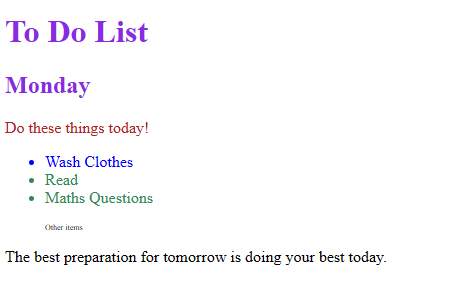 To Do List
Monday
Do these things today!
Wash Clothes
Read
Maths Questions
Other items
The best preparation for tomorrow is doing your best today.